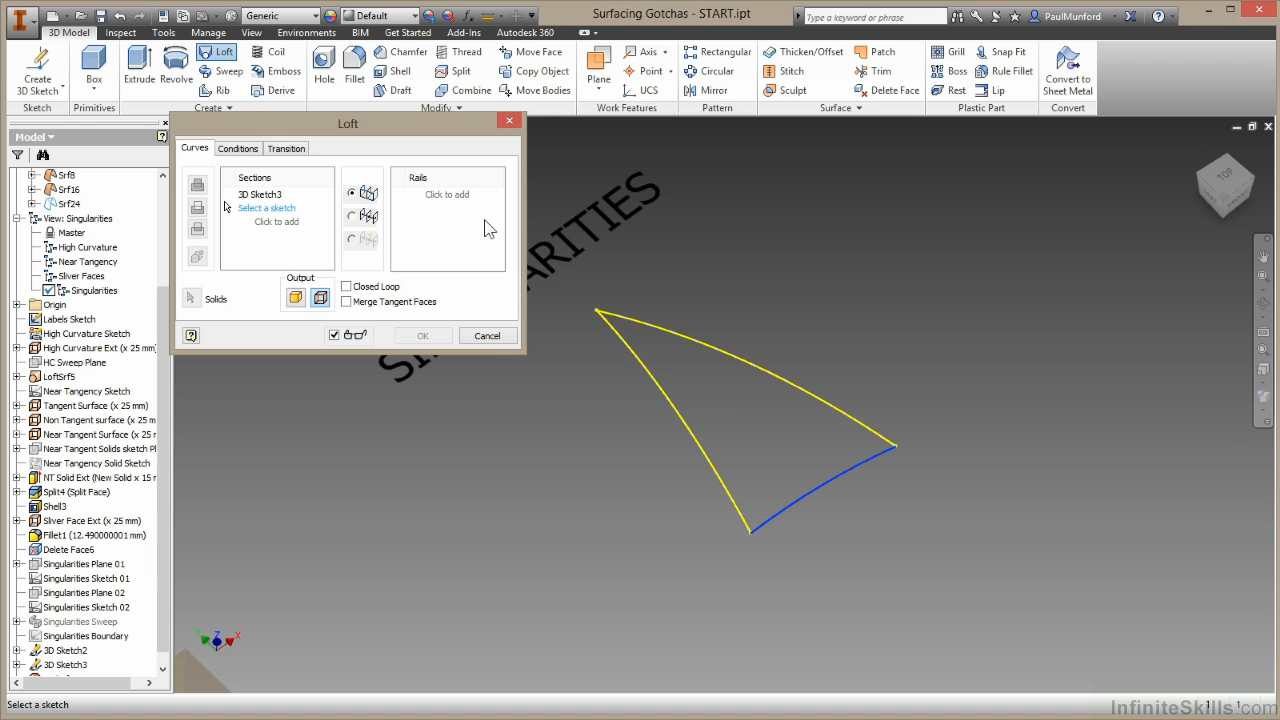 Generic
Default
Surfacing Gotchas - START.ipt
Type a keyword or phrase
PaulMunford
3D Model Inspect Tools Manage View Environments BIM Get Started Add-Ins Autodesk 360
Create
3D Sketch
Sketch
Box
Primitives
Extrude
Revolve
Loft
Sweep
Rib
Coil
Emboss
Derive
Create
Hole
Fillet
Chamfer
Shell
Draft
Thread
Split
Combine
Move Face
Copy Object
Move Bodies
Modify
Plane
Axis
Point
UCS
Work Features
Rectangular
Circular
Mirror
Pattern
Thicken/Offset
Stitch
Sculpt
Patch
Trim
Delete Face
Surface
Grill
Boss
Rest
Snap Fit
Rule Fillet
Lip
Plastic Part
Convert to
Sheet Metal
Convert
Model
Srf8
Srf16
Srf24
View: Singularities
Master
High Curvature
Near Tangency
Sliver Faces
Singularities
Origin
Labels Sketch
High Curvature Sketch
High Curvature Ext (x 25 mm)
HC Sweep Plane
LoftSrf5
Near Tangency Sketch
Tangent Surface (x 25 mm)
Non Tangent surface (x 25 m
Near Tangent Surface (x 25 m
Near Tangent Solids sketch P
Near Tangency Solid Sketch
NT Solid Ext (New Solid x 15 m
Split4 (Split Face)
Shell3
Sliver Face Ext (x 25 mm)
Fillet1 (12.490000001 mm)
Delete Face6
Singularities Plane 01
Singularities Sketch 01
Singularities Plane 02
Singularities Sketch 02
Singularities Sweep
Singularities Boundary
3D Sketch2
3D Sketch3
Loft
Curves Conditions Transition
Sections
3D Sketch3
Select a sketch
Click to add
Rails
Click to add
Solids
Output
Closed Loop
Merge Tangent Faces
OK
Cancel
ARITIES
TOP
Z
X
Select a sketch
1 1
InfiniteSkills.com